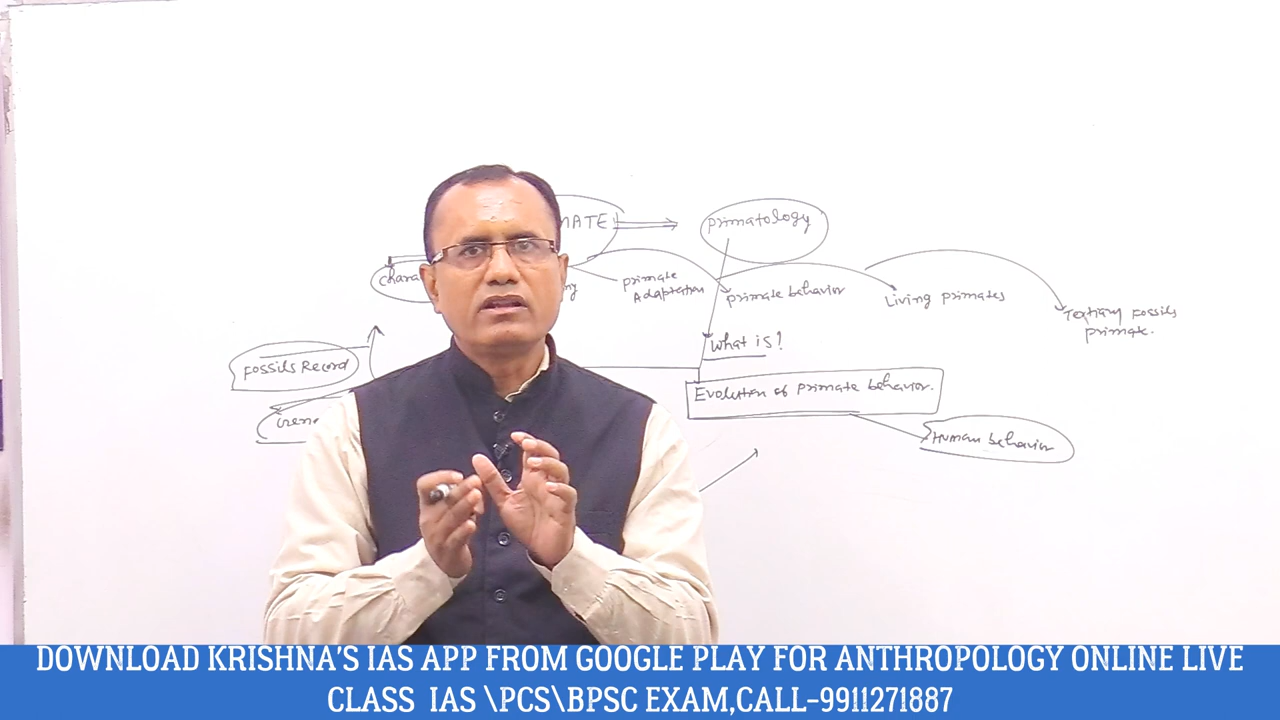 MATE primatology
chara
primate
Adaptation
primate behavior
Living primates
Tertiary Fossils
primate.
What is?
Fossils Record
Evolution of primate behavior.
Human behavior
DOWNLOAD KRISHNA'S IAS APP FROM GOOGLE PLAY FOR ANTHROPOLOGY ONLINE LIVE
CLASS IAS \PCS\BPSC EXAM,CALL-9911271887